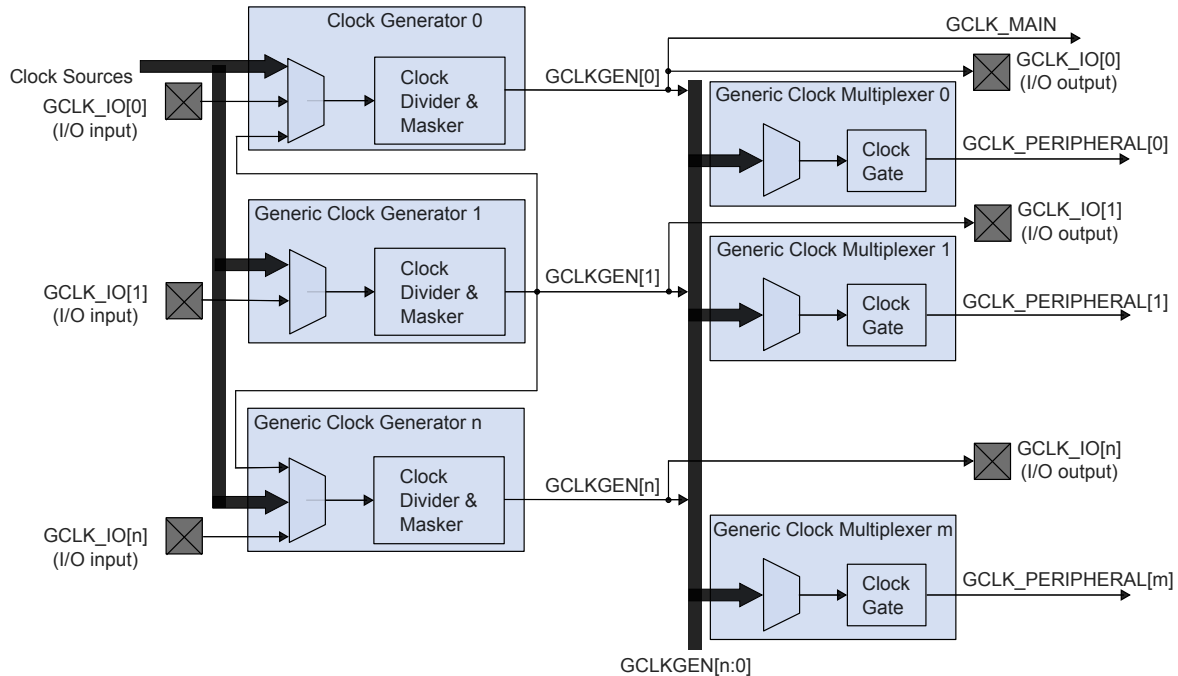 Clock Generator 0
Clock Sources
GCLK_IO[0]
(I/O input)
Clock
Divider &
Masker
GCLKGEN[0]
GCLK_MAIN
GCLK_IO[0]
(I/O output)
Generic Clock Multiplexer 0
Clock
Gate
GCLK_PERIPHERAL[0]
Generic Clock Generator 1
GCLK_IO[1]
(I/O input)
Clock
Divider &
Masker
GCLKGEN[1]
GCLK_IO[1]
(I/O output)
Generic Clock Multiplexer 1
Clock
Gate
GCLK_PERIPHERAL[1]
Generic Clock Generator n
GCLK_IO[n]
(I/O input)
Clock
Divider &
Masker
GCLKGEN[n]
GCLK_IO[n]
(I/O output)
Generic Clock Multiplexer m
Clock
Gate
GCLK_PERIPHERAL[m]
GCLKGEN[n:0]